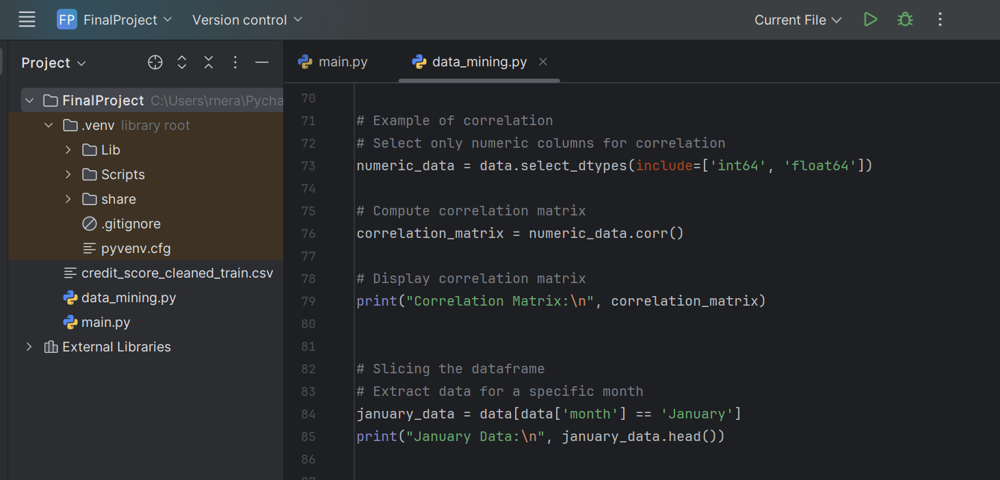 FP FinalProject Version control Current File
Project
main.py data_mining.py
FinalProject C:\Users\rnera\Pycha
.venv library root
Lib
Scripts
share
.gitignore
pyvenv.cfg
credit_score_cleaned_train.csv
data_mining.py
main.py
External Libraries
70
71 # Example of correlation
72 # Select only numeric columns for correlation
73 numeric_data = data.select_dtypes(include=['int64', 'float64'])
74
75 # Compute correlation matrix
76 correlation_matrix = numeric_data.corr()
77
78 # Display correlation matrix
79 print("Correlation Matrix:\n", correlation_matrix)
80
81
82 # Slicing the dataframe
83 # Extract data for a specific month
84 january_data = data[data['month'] == 'January']
85 print("January Data:\n", january_data.head())
86